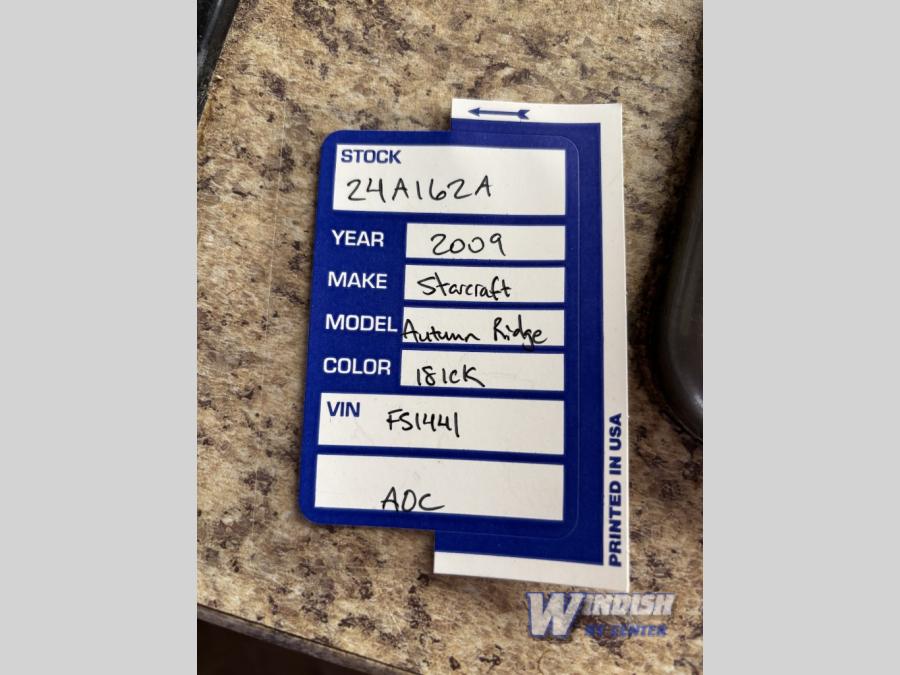 STOCK
24A162A
YEAR 2009
MAKE Starcraft
MODEL Autumn Ridge
COLOR 181CK
VIN FS1441
AOC
PRINTED IN USA
WINDISH
RV CENTER